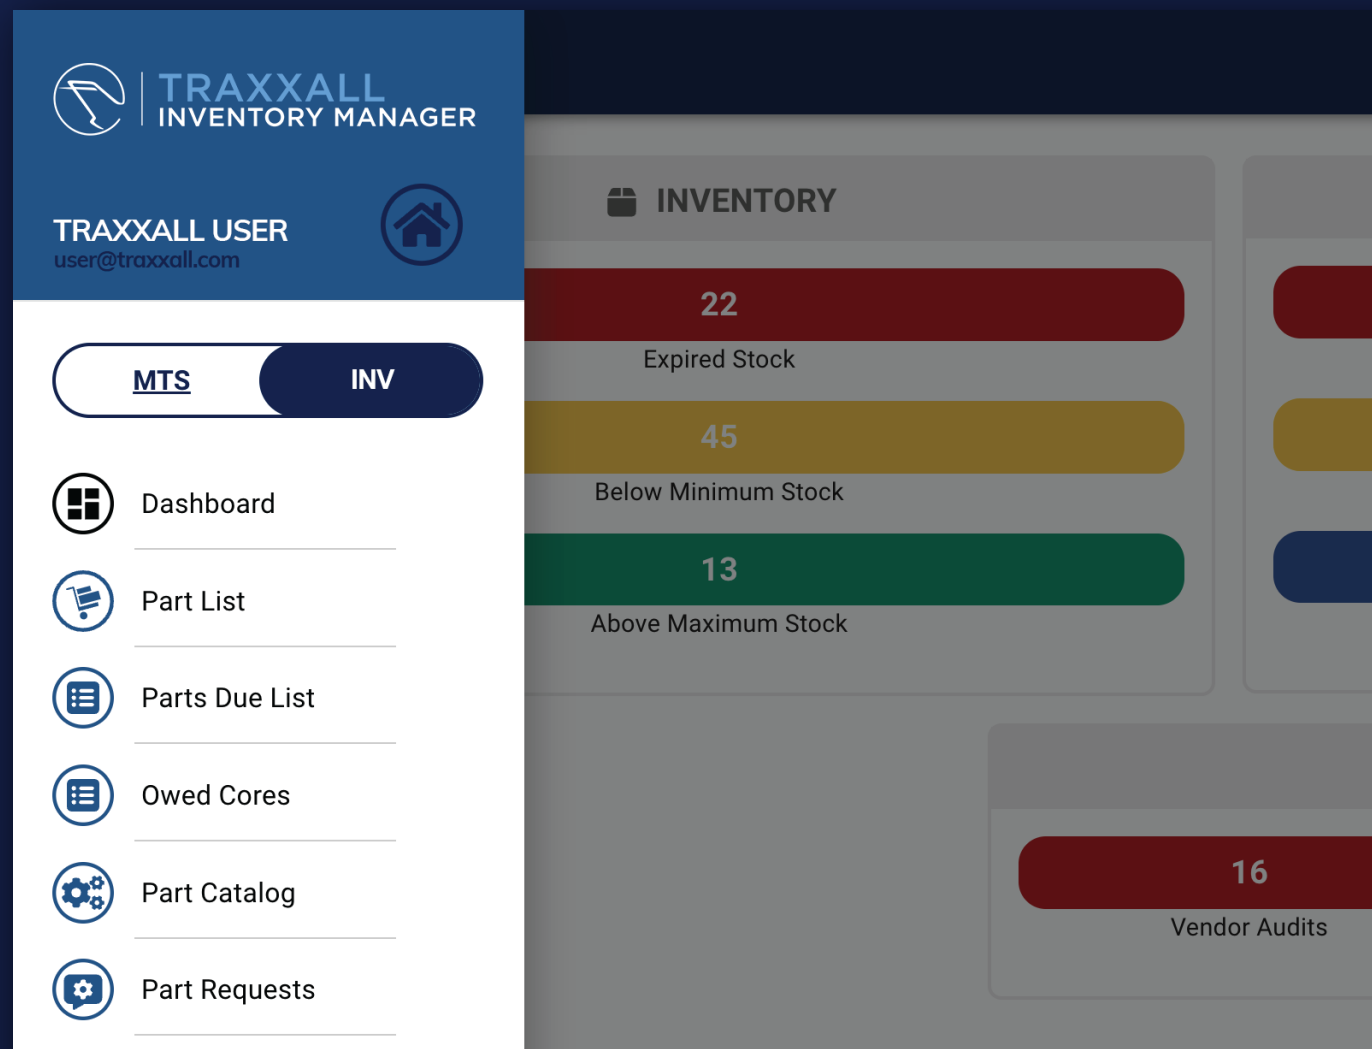 TRAXXALL
INVENTORY MANAGER
TRAXXALL USER
user@traxxall.com
MTS
INV
Dashboard
Part List
Parts Due List
Owed Cores
Part Catalog
Part Requests
INVENTORY
22
Expired Stock
45
Below Minimum Stock
13
Above Maximum Stock
16
Vendor Audits